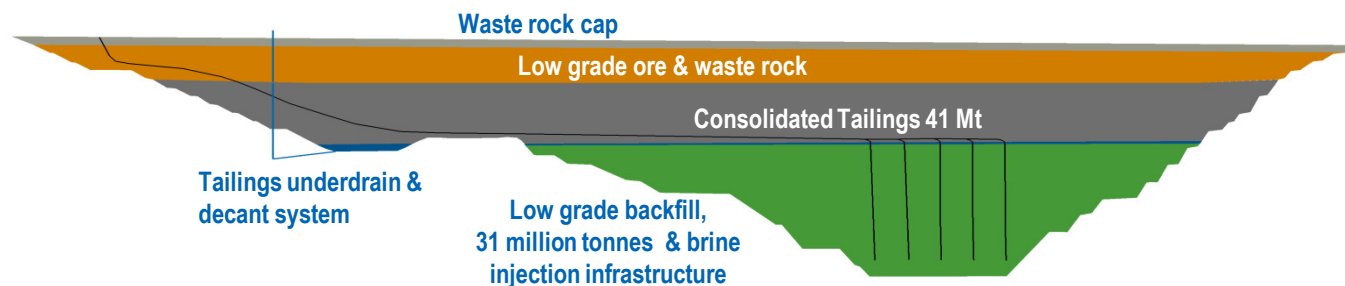 Waste rock cap
Low grade ore & waste rock
Consolidated Tailings 41 Mt
Tailings underdrain &
decant system
Low grade backfill,
31 million tonnes & brine
injection infrastructure